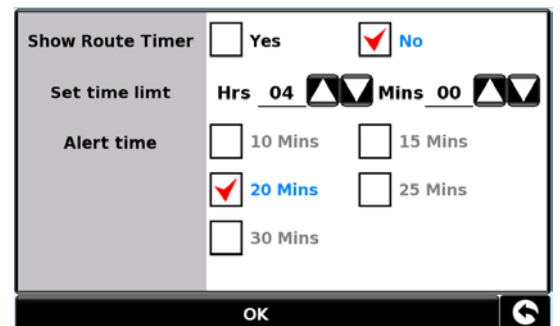 Show Route Timer Yes No
Set time limt Hrs 04 Mins 00
Alert time 10 Mins 15 Mins
20 Mins 25 Mins
30 Mins
OK